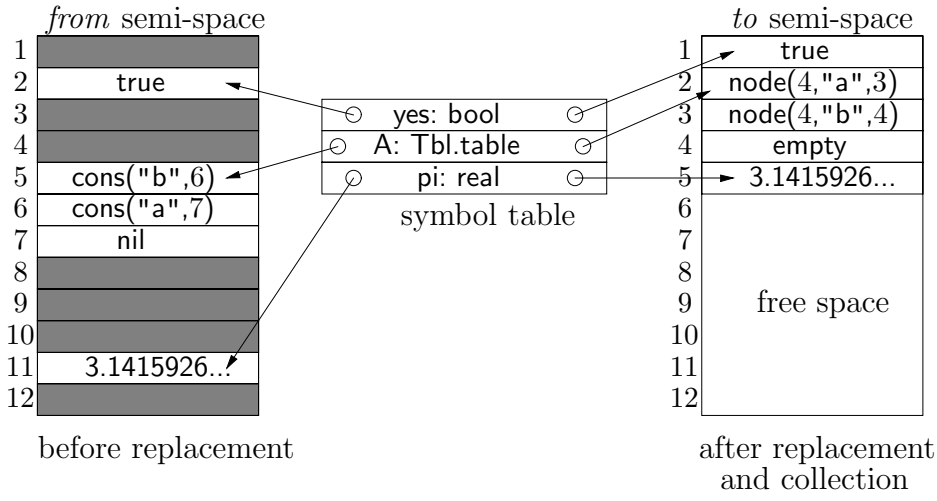 from semi-space
1
2 true
3
4
5 cons("b",6)
6 cons("a",7)
7 nil
8
9
10
11 3.1415926...
12
before replacement
yes: bool
A: Tbl.table
pi: real
symbol table
to semi-space
1 true
2 node(4,"a",3)
3 node(4,"b",4)
4 empty
5 3.1415926...
6
7
8
9 free space
10
11
12
after replacement
and collection